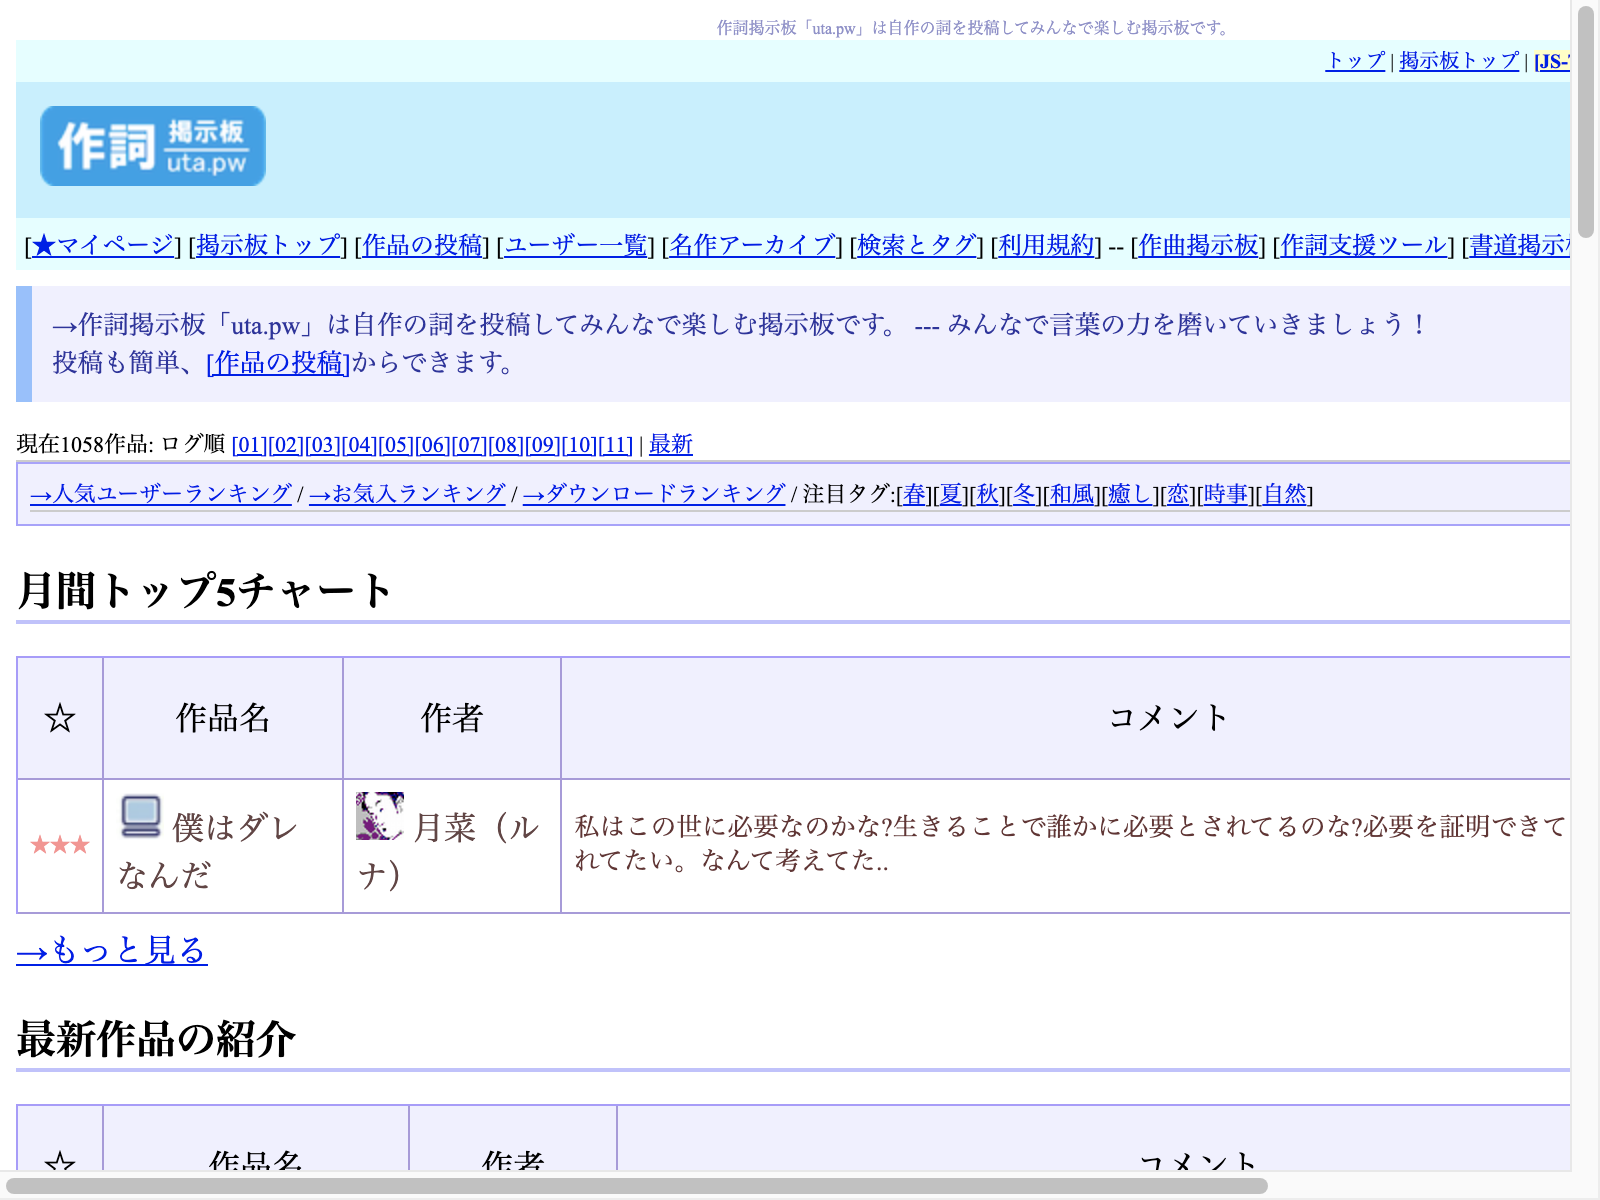 作詞掲示板「uta.pw」は自作の詞を投稿してみんなで楽しむ掲示板です。
トップ | 掲示板トップ | [JS-
作詞 掲示板 uta.pw
[★マイページ] [掲示板トップ] [作品の投稿] [ユーザー一覧] [名作アーカイブ] [検索とタグ] [利用規約] -- [作曲掲示板] [作詞支援ツール] [書道掲示板
→作詞掲示板「uta.pw」は自作の詞を投稿してみんなで楽しむ掲示板です。 --- みんなで言葉の力を磨いていきましょう！
投稿も簡単、[作品の投稿]からできます。
現在1058作品: ログ順 [01][02][03][04][05][06][07][08][09][10][11] | 最新
→人気ユーザーランキング / →お気入ランキング / →ダウンロードランキング / 注目タグ:[春][夏][秋][冬][和風][癒し][恋][時事][自然]
月間トップ5チャート
☆ 作品名 作者 コメント
★★★ 僕はダレなんだ 月菜（ルナ） 私はこの世に必要なのかな?生きることで誰かに必要とされてるのな?必要を証明できて
れてたい。なんて考えてた..
→もっと見る
最新作品の紹介
☆ 作品名 作者 コメント